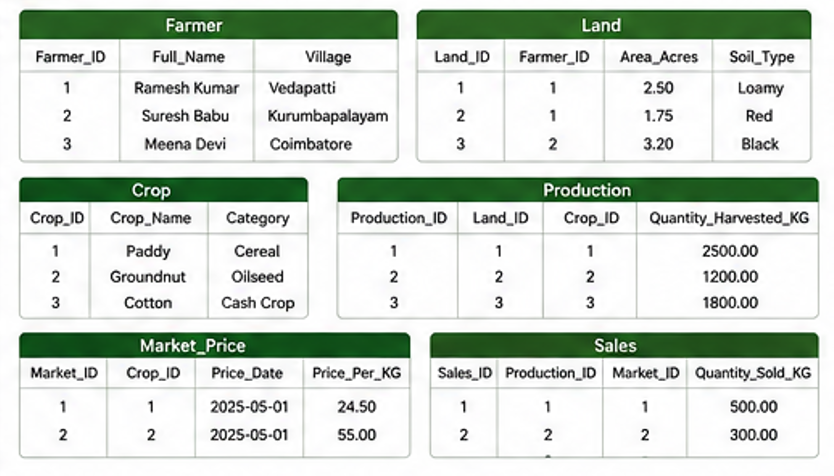 Farmer
Farmer_ID Full_Name Village
1 Ramesh Kumar Vedapatti
2 Suresh Babu Kurumbapalayam
3 Meena Devi Coimbatore
Land
Land_ID Farmer_ID Area_Acres Soil_Type
1 1 2.50 Loamy
2 1 1.75 Red
3 2 3.20 Black
Crop
Crop_ID Crop_Name Category
1 Paddy Cereal
2 Groundnut Oilseed
3 Cotton Cash Crop
Production
Production_ID Land_ID Crop_ID Quantity_Harvested_KG
1 1 1 2500.00
2 2 2 1200.00
3 3 3 1800.00
Market_Price
Market_ID Crop_ID Price_Date Price_Per_KG
1 1 2025-05-01 24.50
2 2 2025-05-01 55.00
Sales
Sales_ID Production_ID Market_ID Quantity_Sold_KG
1 1 1 500.00
2 2 2 300.00